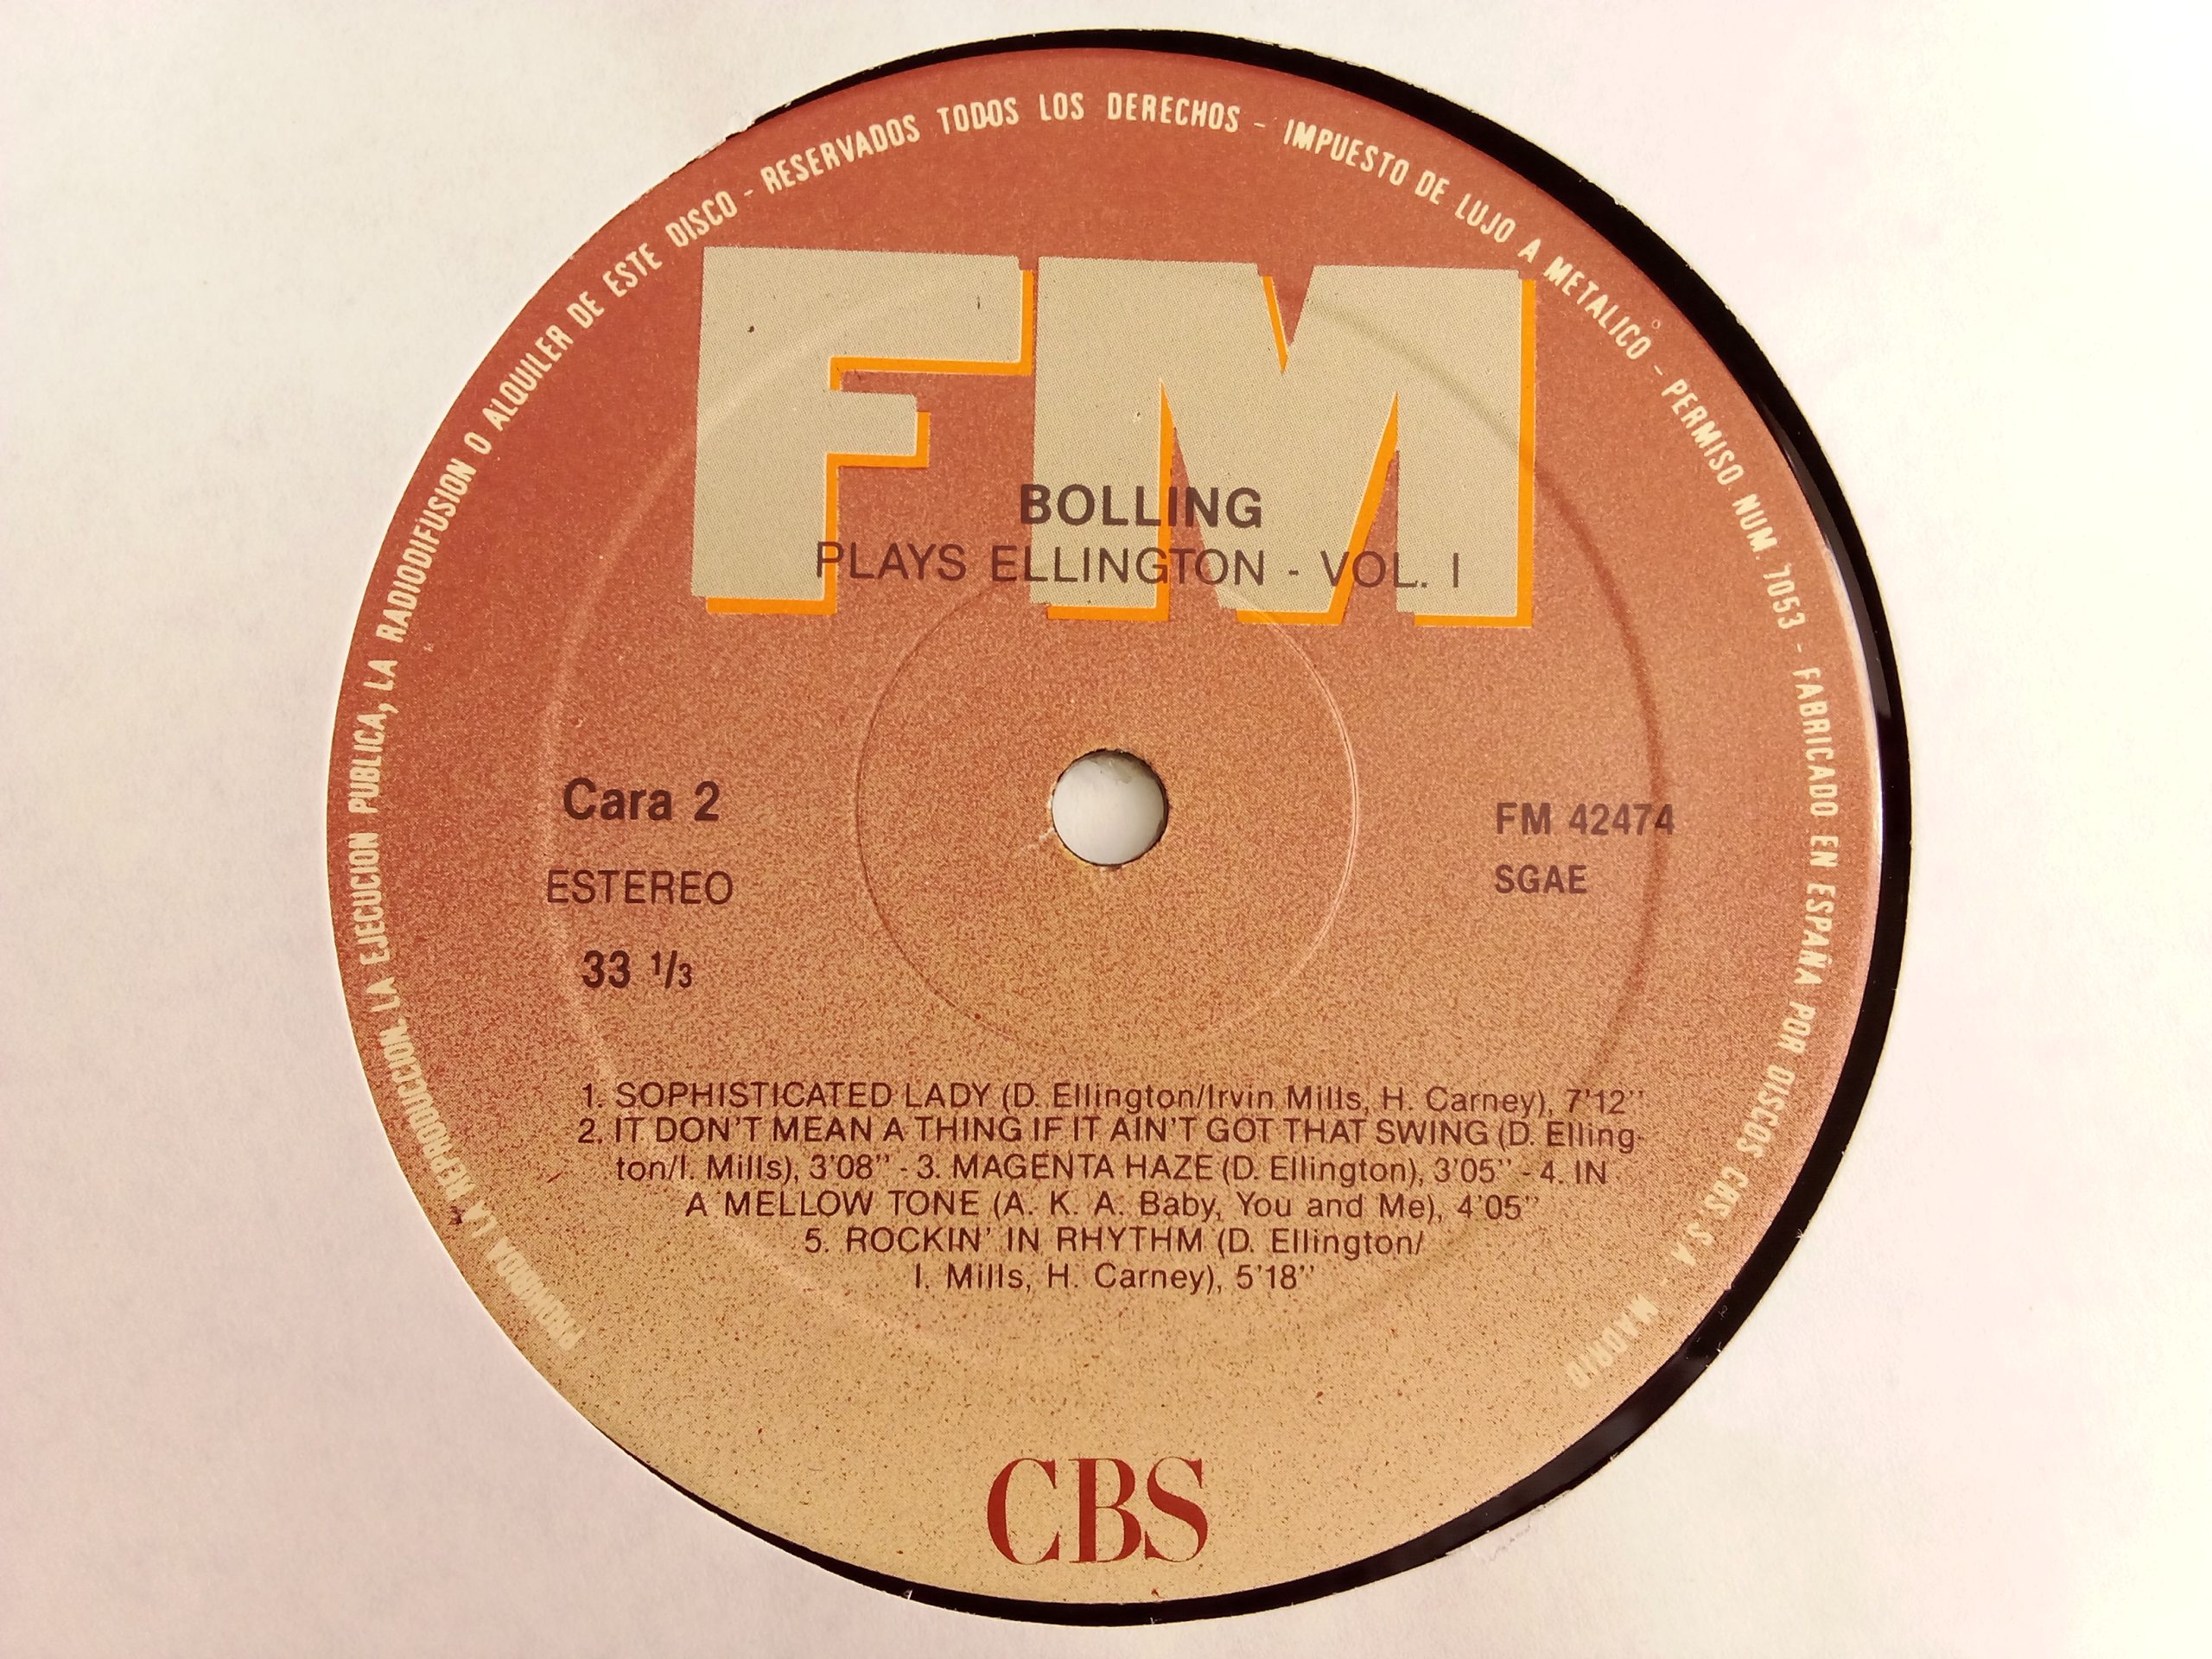 PROHIBIDA LA REPRODUCCION, LA EJECUCION PUBLICA, LA RADIODIFUSION O ALQUILER DE ESTE DISCO - RESERVADOS TODOS LOS DERECHOS - IMPUESTO DE LUJO A METALICO - PERMISO NUM. 7053 - FABRICADO EN ESPAÑA POR DISCOS CBS, S.A. - MADRID
FM
BOLLING
PLAYS ELLINGTON - VOL. I
Cara 2
ESTEREO
33 1/3
FM 42474
SGAE
1. SOPHISTICATED LADY (D. Ellington/Irvin Mills, H. Carney), 7'12''
2. IT DON'T MEAN A THING IF IT AIN'T GOT THAT SWING (D. Elling-
ton/I. Mills), 3'08'' - 3. MAGENTA HAZE (D. Ellington), 3'05'' - 4. IN
A MELLOW TONE (A. K. A. Baby, You and Me), 4'05''
5. ROCKIN' IN RHYTHM (D. Ellington/
I. Mills, H. Carney), 5'18''
CBS